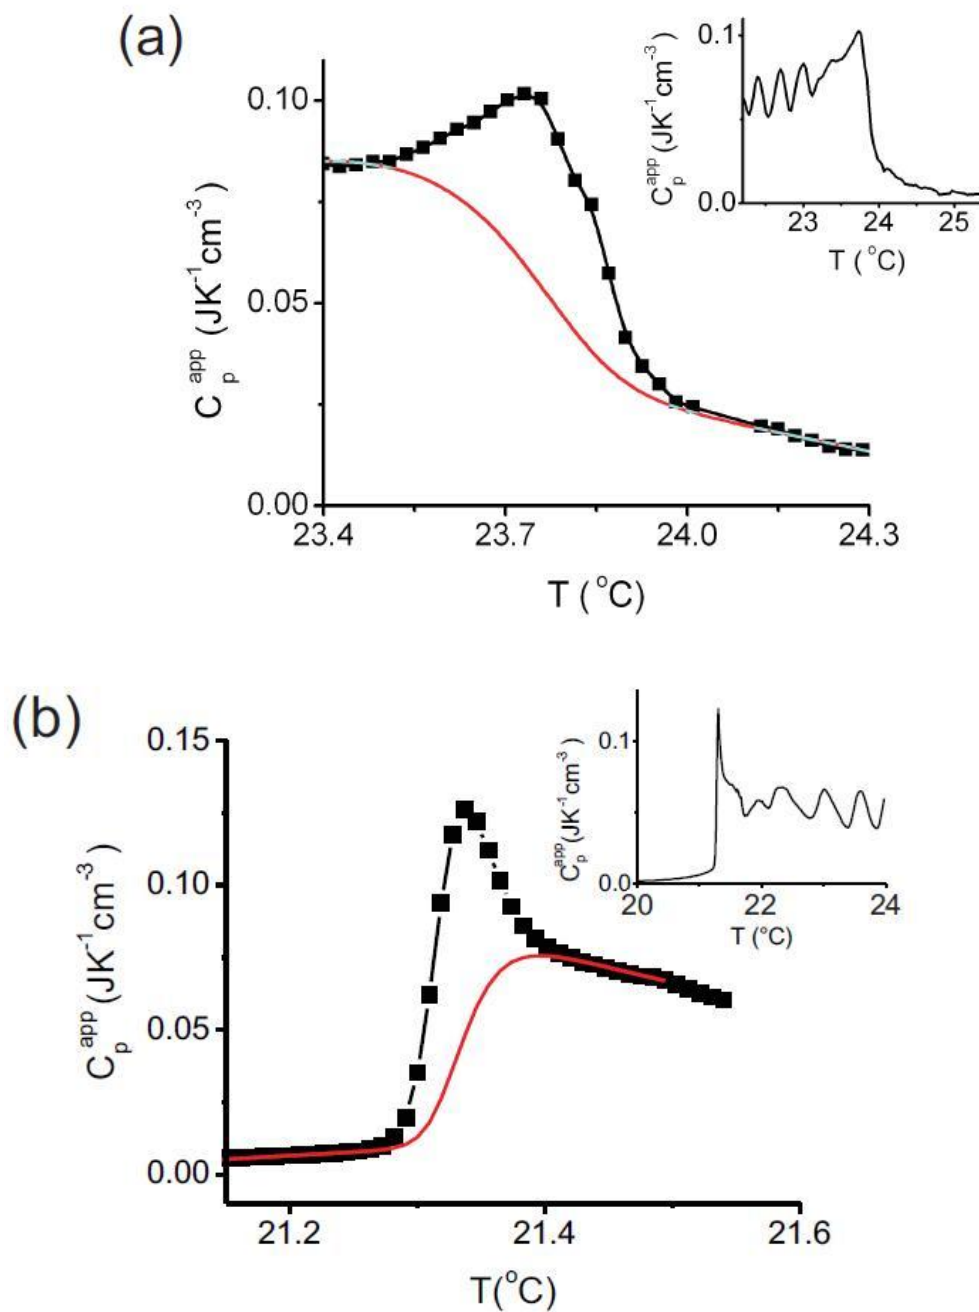 (a)
0.10
0.05
0.00
C_p^app (JK⁻¹cm⁻³)
23.4 23.7 24.0 24.3
T (°C)
0.1
0.0
C_p^app (JK⁻¹cm⁻³)
23 24 25
T (°C)
(b)
0.15
0.10
0.05
0.00
C_p^app (JK⁻¹cm⁻³)
21.2 21.4 21.6
T(°C)
0.1
0.0
C_p^app (JK⁻¹cm⁻³)
20 22 24
T (°C)